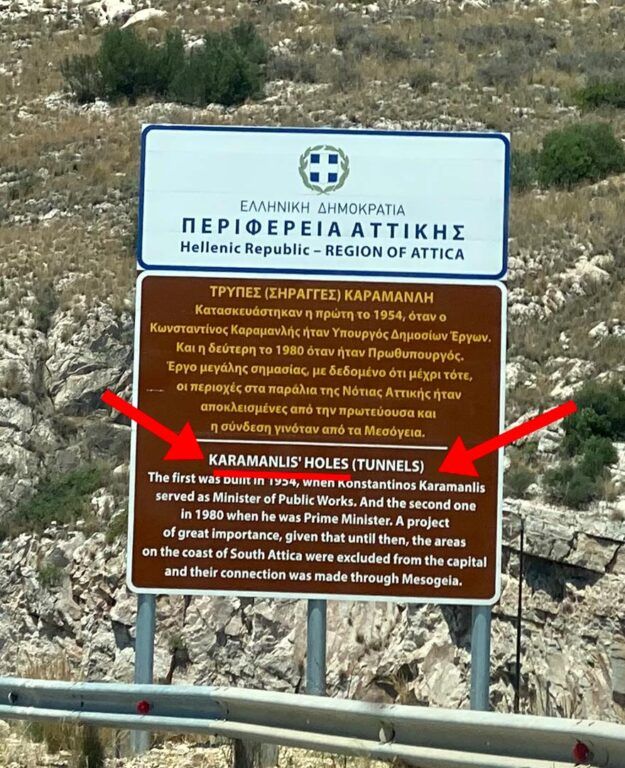 ΕΛΛΗΝΙΚΗ ΔΗΜΟΚΡΑΤΙΑ
ΠΕΡΙΦΕΡΕΙΑ ΑΤΤΙΚΗΣ
Hellenic Republic – REGION OF ATTICA
ΤΡΥΠΕΣ (ΣΗΡΑΓΓΕΣ) ΚΑΡΑΜΑΝΛΗ
Κατασκευάστηκαν η πρώτη το 1954, όταν ο
Κωνσταντίνος Καραμανλής ήταν Υπουργός Δημοσίων Έργων.
Και η δεύτερη το 1980 όταν ήταν Πρωθυπουργός.
Έργο μεγάλης σημασίας, με δεδομένο ότι μέχρι τότε,
οι περιοχές στα παράλια της Νότιας Αττικής ήταν
αποκλεισμένες από την πρωτεύουσα και
η σύνδεση γινόταν από τα Μεσόγεια.
KARAMANLIS' HOLES (TUNNELS)
The first was built in 1954, when Konstantinos Karamanlis
served as Minister of Public Works. And the second one
in 1980 when he was Prime Minister. A project
of great importance, given that until then, the areas
on the coast of South Attica were excluded from the capital
and their connection was made through Mesogeia.